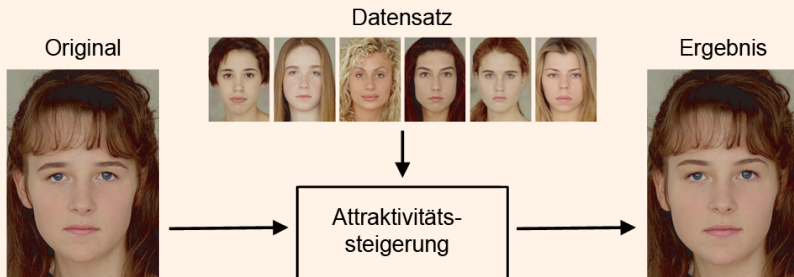 Datensatz
Original
Ergebnis
Attraktivitäts-
steigerung